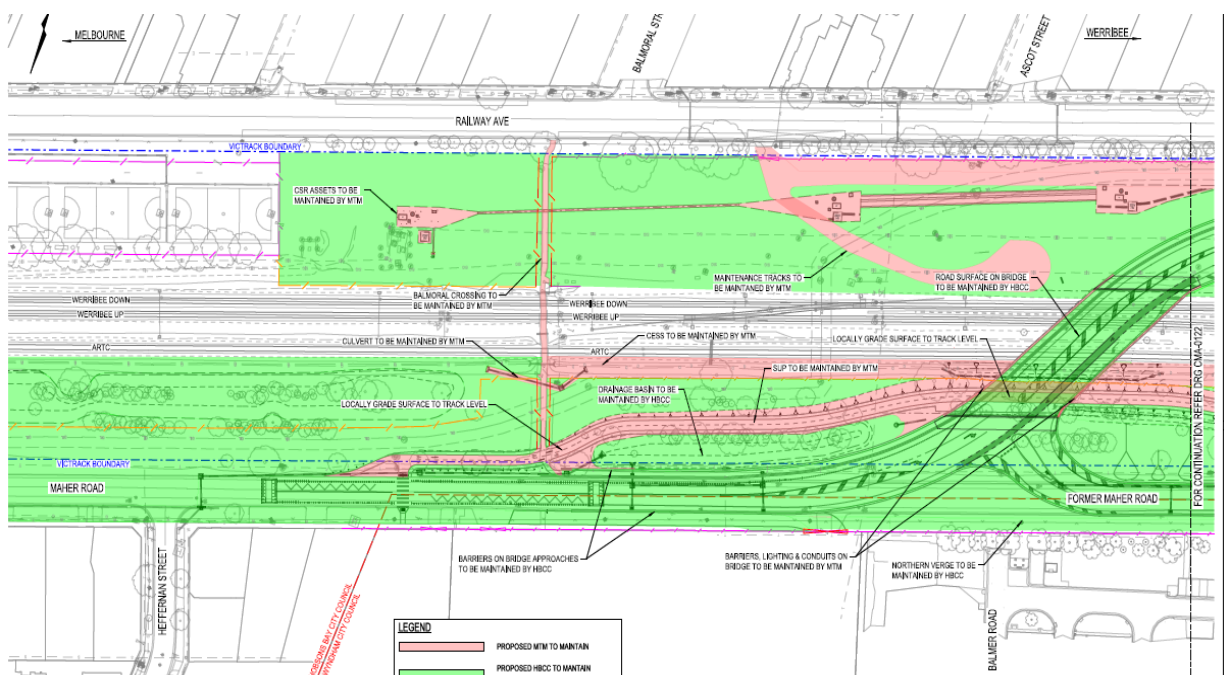 MELBOURNE
BALMORAL STR
ASCOT STREET
WERRIBEE
RAILWAY AVE
VICTRACK BOUNDARY
CSR ASSETS TO BE
MAINTAINED BY MTM
BALMORAL CROSSING TO
BE MAINTAINED BY MTM
MAINTENANCE TRACKS TO
BE MAINTANED BY MTM
ROAD SURFACE ON BRIDGE
TO BE MAINTAINED BY HBCC
WERRIBEE DOWN
WERRIBEE UP
WERRIBEE DOWN
WERRIBEE UP
ARTC
CULVERT TO BE MAINTAINED BY MTM
ARTC
CESS TO BE MAINTAINED BY MTM
LOCALLY GRADE SURFACE TO TRACK LEVEL
SUP TO BE MAINTAINED BY MTM
DRAINAGE BASIN TO BE
MAINTAINED BY HBCC
LOCALLY GRADE SURFACE TO TRACK LEVEL
FOR CONTINUATION REFER DRG CMA-0122
VICTRACK BOUNDARY
MAHER ROAD
FORMER MAHER ROAD
HEFFERNAN STREET
BARRIERS ON BRIDGE APPROACHES
TO BE MAINTAINED BY HBCC
BARRIERS, LIGHTING & CONDUITS ON
BRIDGE TO BE MAINTAINED BY MTM
NORTHERN VERGE TO BE
MAINTAINED BY HBCC
HOBSONS BAY CITY COUNCIL
WYNDHAM CITY COUNCIL
BALMER ROAD
LEGEND
PROPOSED MTM TO MAINTAIN
PROPOSED HBCC TO MANTAIN